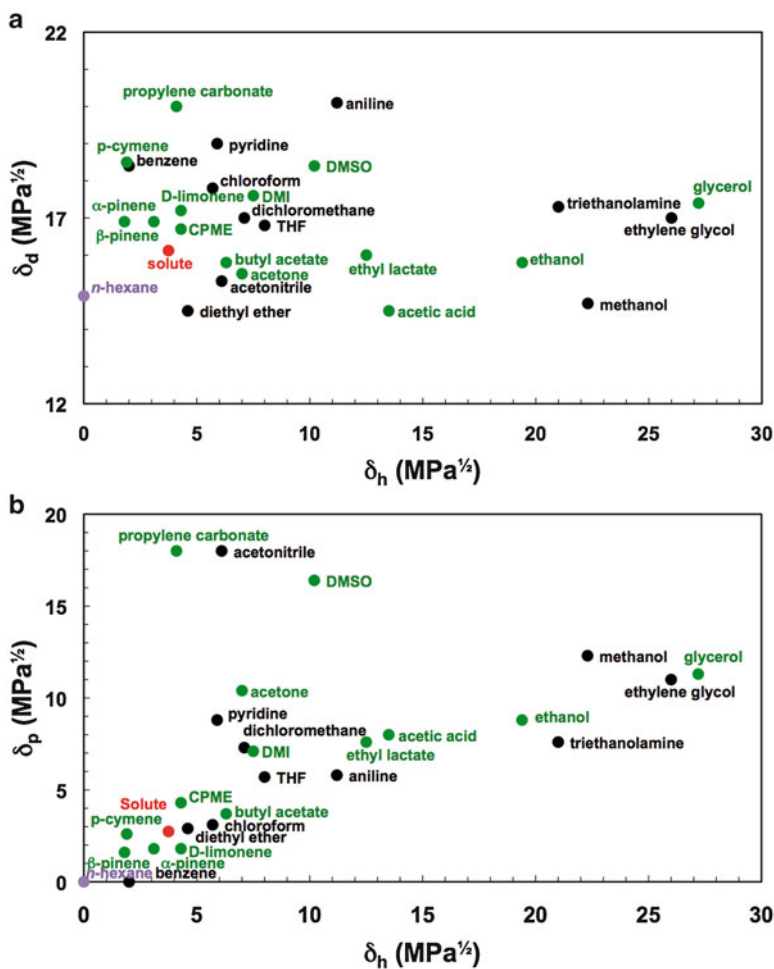 a
22
propylene carbonate
aniline
p-cymene
benzene
pyridine
DMSO
chloroform
α-pinene
D-limonene
DMI
glycerol
dichloromethane
triethanolamine
17
β-pinene
CPME
THF
ethylene glycol
solute
butyl acetate
ethyl lactate
ethanol
acetone
n-hexane
acetonitrile
diethyl ether
acetic acid
methanol
12
0 5 10 15 20 25 30
δd (MPa½)
δh (MPa½)
b
20
propylene carbonate
acetonitrile
DMSO
15
methanol
glycerol
acetone
ethylene glycol
10
pyridine
dichloromethane
acetic acid
ethanol
DMI
ethyl lactate
triethanolamine
THF
aniline
5
Solute
CPME
p-cymene
butyl acetate
chloroform
diethyl ether
D-limonene
β-pinene
α-pinene
n-hexane
benzene
0
0 5 10 15 20 25 30
δp (MPa½)
δh (MPa½)